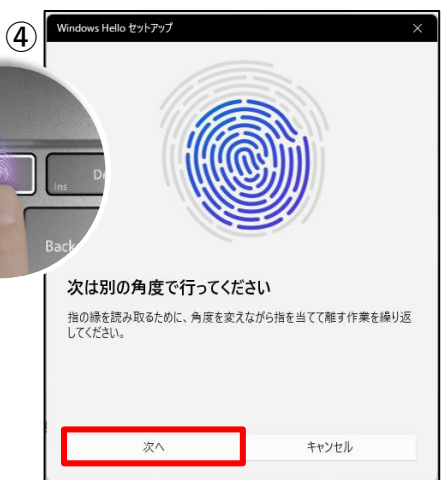 ④
Windows Hello セットアップ
Ins
Back
次は別の角度で行ってください
指の縁を読み取るために、角度を変えながら指を当てて離す作業を繰り返
してください。
次へ
キャンセル